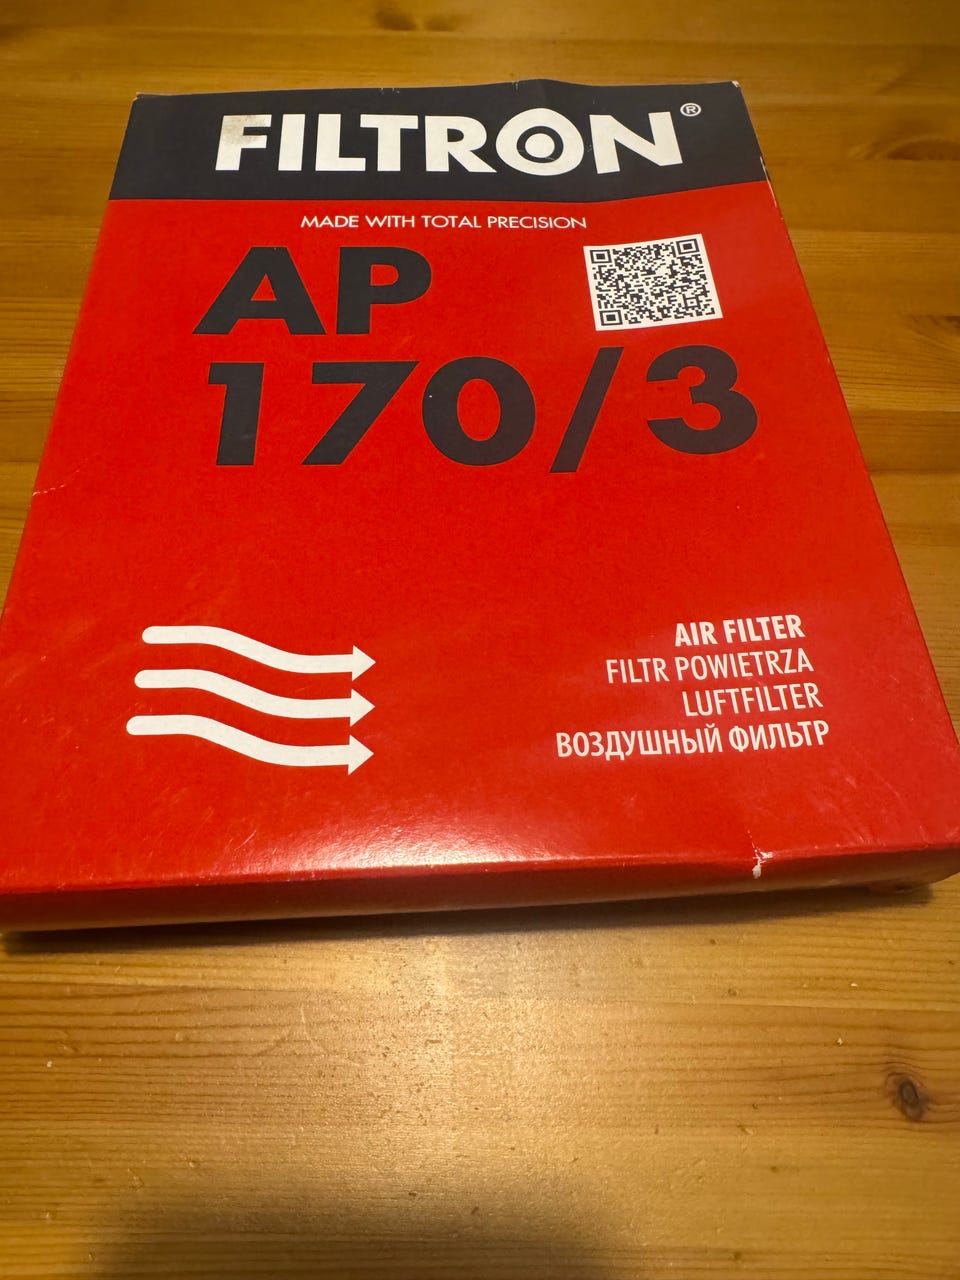 FILTRON®
MADE WITH TOTAL PRECISION
AP
170/3
AIR FILTER
FILTR POWIETRZA
LUFTFILTER
ВОЗДУШНЫЙ ФИЛЬТР